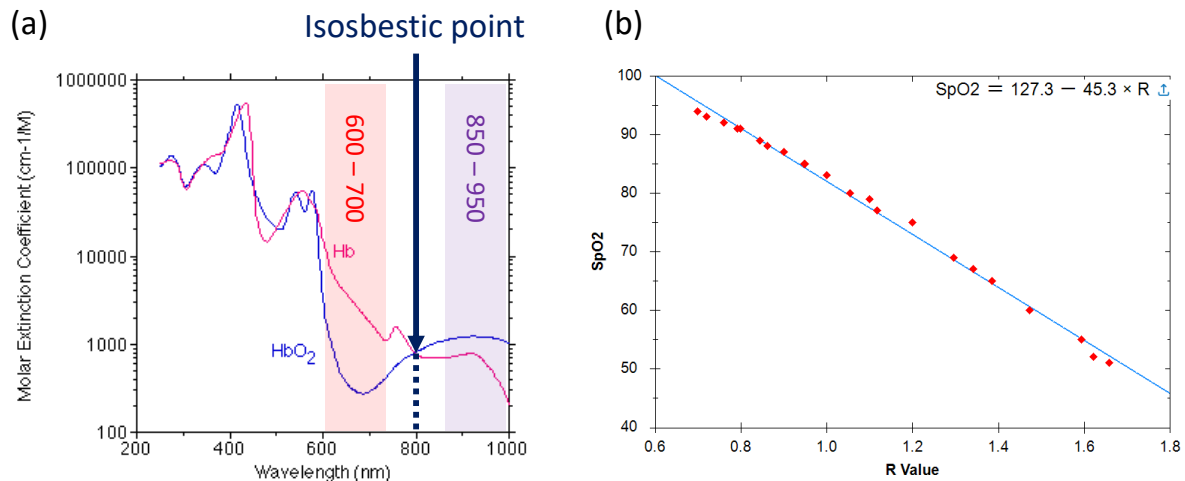 (a)
Isosbestic point
1000000
100000
10000
1000
100
Molar Extinction Coefficient (cm-1/M)
600 – 700
850 – 950
Hb
HbO2
200
400
600
800
1000
Wavelength (nm)
(b)
SpO2 = 127.3 − 45.3 × R
100
90
80
70
60
50
40
SpO2
0.6
0.8
1.0
1.2
1.4
1.6
1.8
R Value